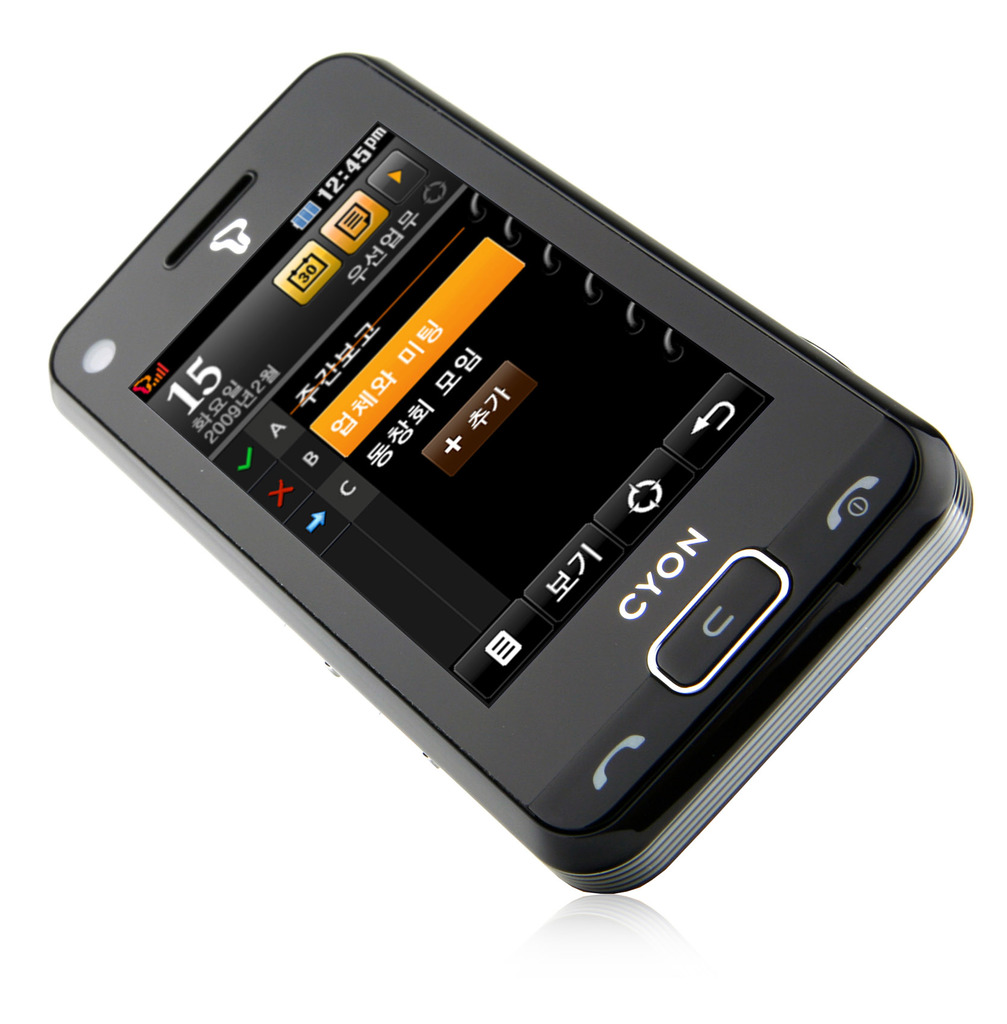 12:45pm
30
15
화요일
2009년2월
우선업무
A 주간보고
B 업체와 미팅
C 동창회 모임
+ 추가
보기
CYON